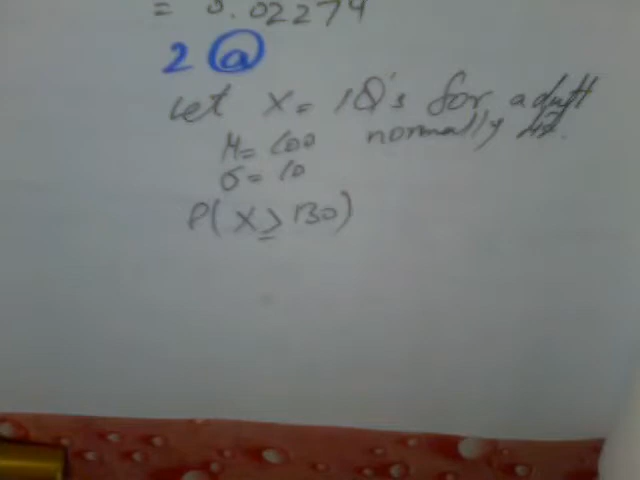 = 0.02274
2 a
Let X = IQ's for adult
μ = 100 normally
σ = 10
P(X ≥ 130)